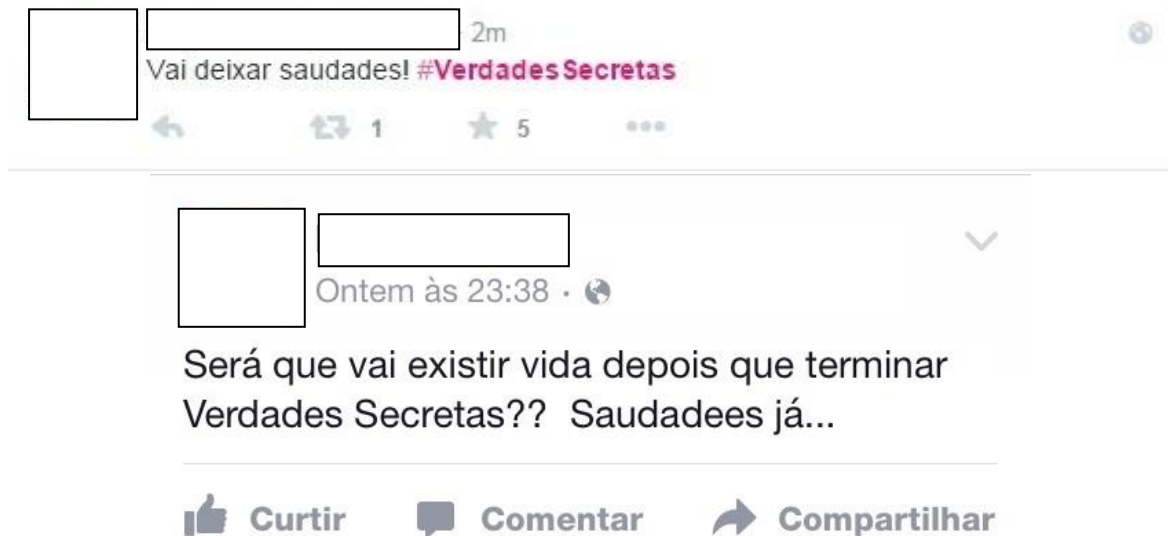 2m
Vai deixar saudades! #VerdadesSecretas
1 5
Ontem às 23:38 ·
Será que vai existir vida depois que terminar
Verdades Secretas?? Saudadees já...
Curtir Comentar Compartilhar